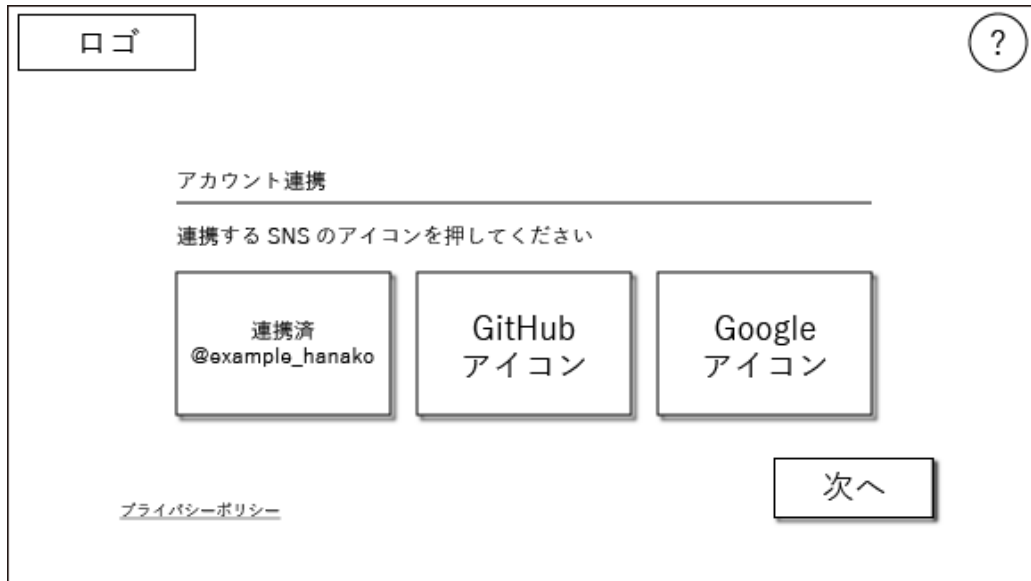 ロゴ
?
アカウント連携
連携する SNS のアイコンを押してください
連携済
@example_hanako
GitHub
アイコン
Google
アイコン
次へ
プライバシーポリシー